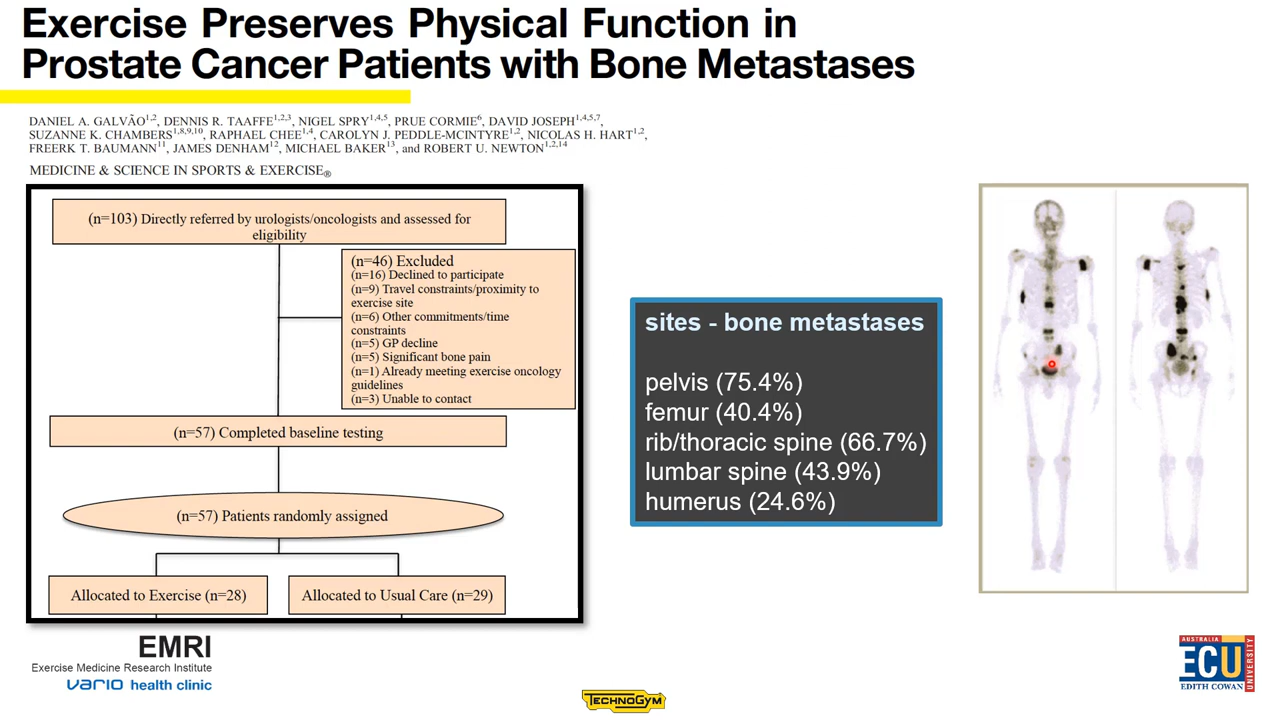 Exercise Preserves Physical Function in
Prostate Cancer Patients with Bone Metastases
DANIEL A. GALVÃO1,2, DENNIS R. TAAFFE1,2,3, NIGEL SPRY1,4,5, PRUE CORMIE6, DAVID JOSEPH1,4,5,7,
SUZANNE K. CHAMBERS1,8,9,10, RAPHAEL CHEE1,4, CAROLYN J. PEDDLE-MCINTYRE1,2, NICOLAS H. HART1,2,
FREERK T. BAUMANN11, JAMES DENHAM12, MICHAEL BAKER13, and ROBERT U. NEWTON1,2,14
MEDICINE & SCIENCE IN SPORTS & EXERCISE®
(n=103) Directly referred by urologists/oncologists and assessed for
eligibility
(n=46) Excluded
(n=16) Declined to participate
(n=9) Travel constraints/proximity to
exercise site
(n=6) Other commitments/time
constraints
(n=5) GP decline
(n=5) Significant bone pain
(n=1) Already meeting exercise oncology
guidelines
(n=3) Unable to contact
(n=57) Completed baseline testing
(n=57) Patients randomly assigned
Allocated to Exercise (n=28)
Allocated to Usual Care (n=29)
sites - bone metastases
pelvis (75.4%)
femur (40.4%)
rib/thoracic spine (66.7%)
lumbar spine (43.9%)
humerus (24.6%)
EMRI
Exercise Medicine Research Institute
vario health clinic
TECHNOGYM
AUSTRALIA
ECU
EDITH COWAN
UNIVERSITY